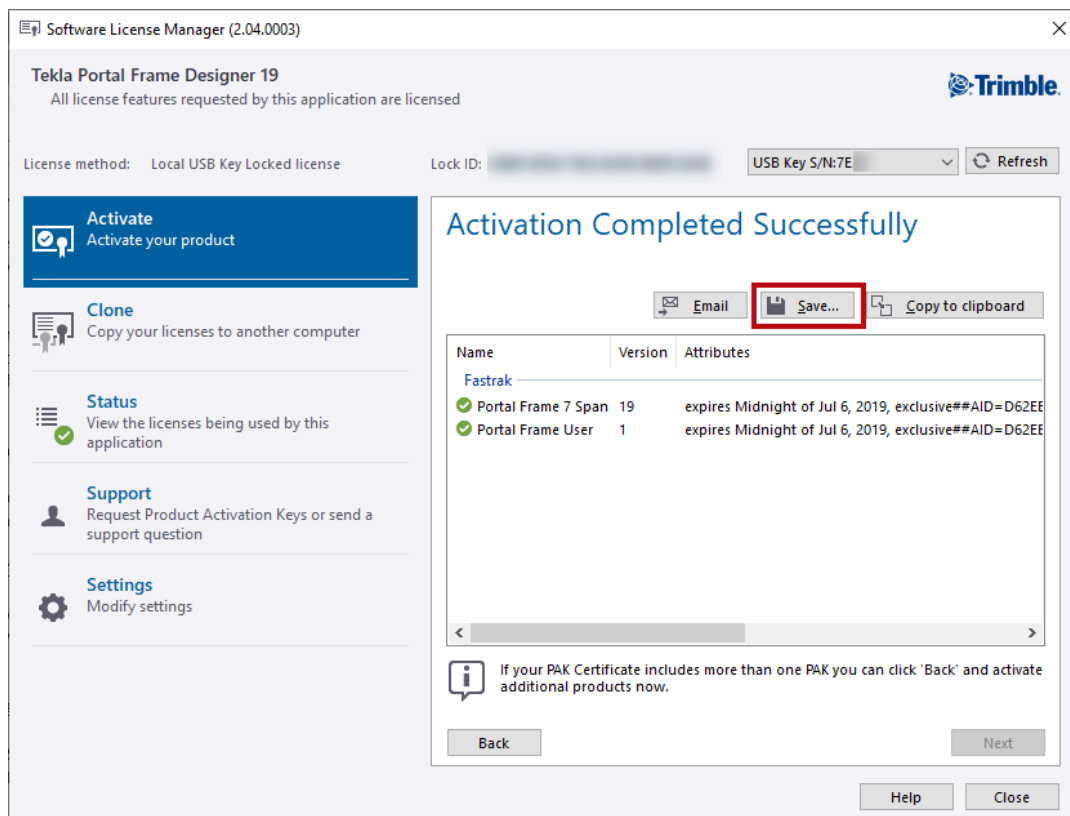 Software License Manager (2.04.0003)
Tekla Portal Frame Designer 19
All license features requested by this application are licensed
Trimble.
License method: Local USB Key Locked license
Lock ID:
USB Key S/N:7E
Refresh
Activate
Activate your product
Clone
Copy your licenses to another computer
Status
View the licenses being used by this
application
Support
Request Product Activation Keys or send a
support question
Settings
Modify settings
Activation Completed Successfully
Email
Save...
Copy to clipboard
Name Version Attributes
Fastrak
Portal Frame 7 Span 19 expires Midnight of Jul 6, 2019, exclusive##AID=D62EE
Portal Frame User 1 expires Midnight of Jul 6, 2019, exclusive##AID=D62EE
If your PAK Certificate includes more than one PAK you can click 'Back' and activate
additional products now.
Back
Next
Help
Close